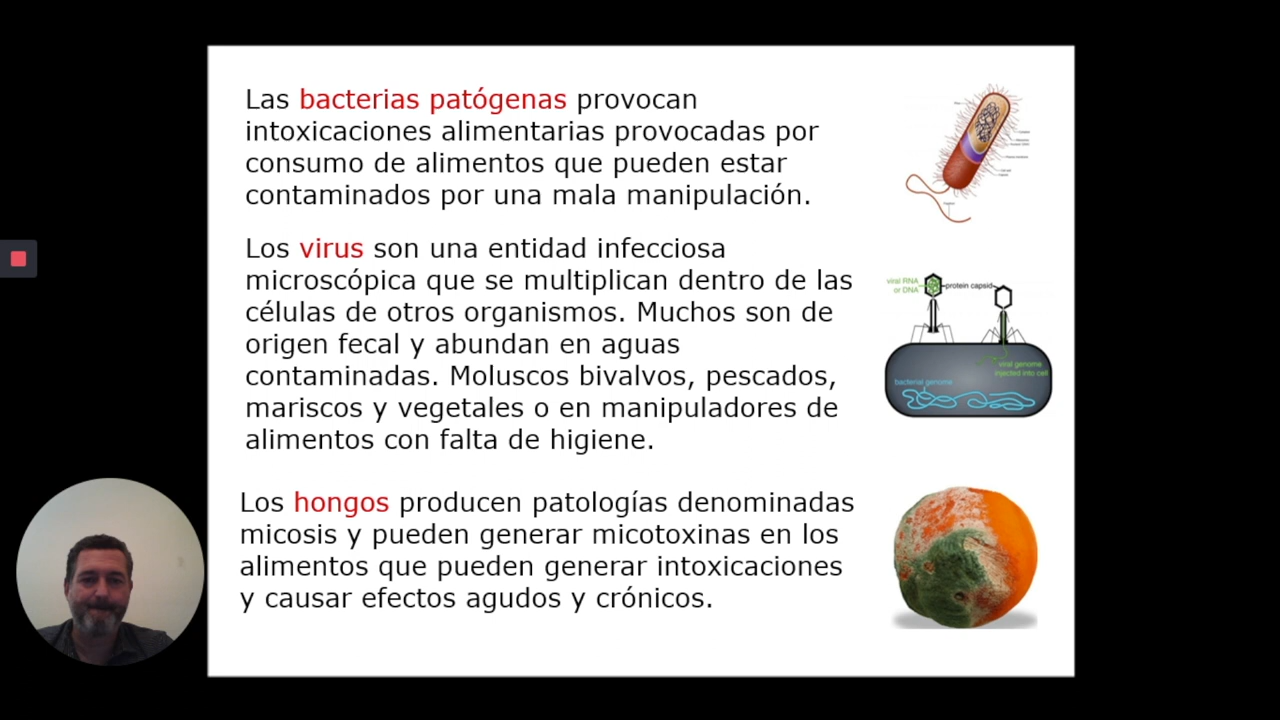 Las bacterias patógenas provocan
intoxicaciones alimentarias provocadas por
consumo de alimentos que pueden estar
contaminados por una mala manipulación.
Los virus son una entidad infecciosa
microscópica que se multiplican dentro de las
células de otros organismos. Muchos son de
origen fecal y abundan en aguas
contaminadas. Moluscos bivalvos, pescados,
mariscos y vegetales o en manipuladores de
alimentos con falta de higiene.
viral RNA
or DNA
protein capsid
viral genome
injected into cell
bacterial genome
Los hongos producen patologías denominadas
micosis y pueden generar micotoxinas en los
alimentos que pueden generar intoxicaciones
y causar efectos agudos y crónicos.